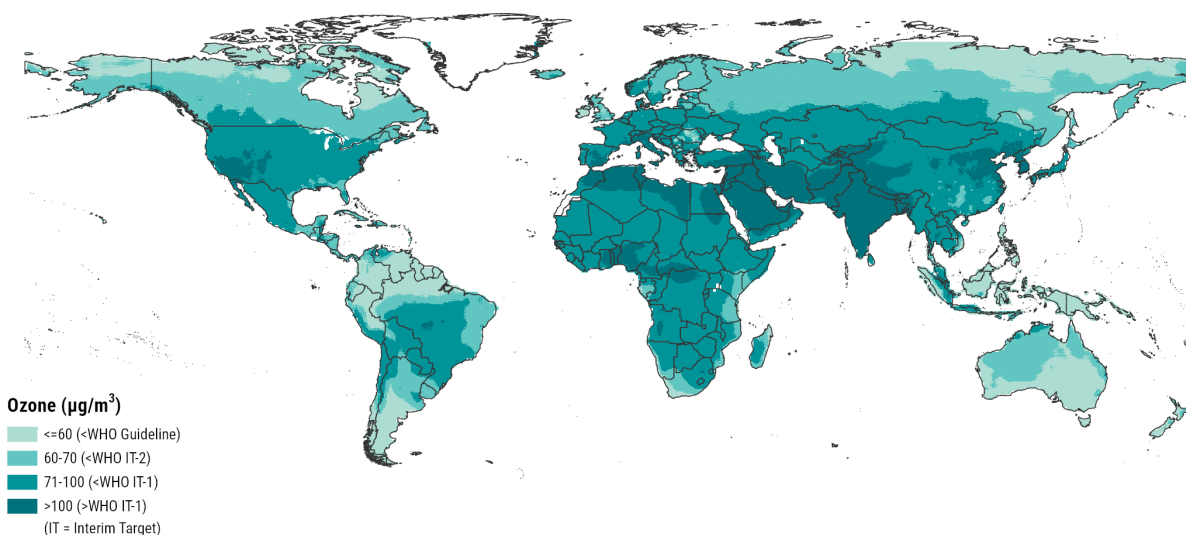 Ozone (µg/m³)
<=60 (<WHO Guideline)
60-70 (<WHO IT-2)
71-100 (<WHO IT-1)
>100 (>WHO IT-1)
(IT = Interim Target)